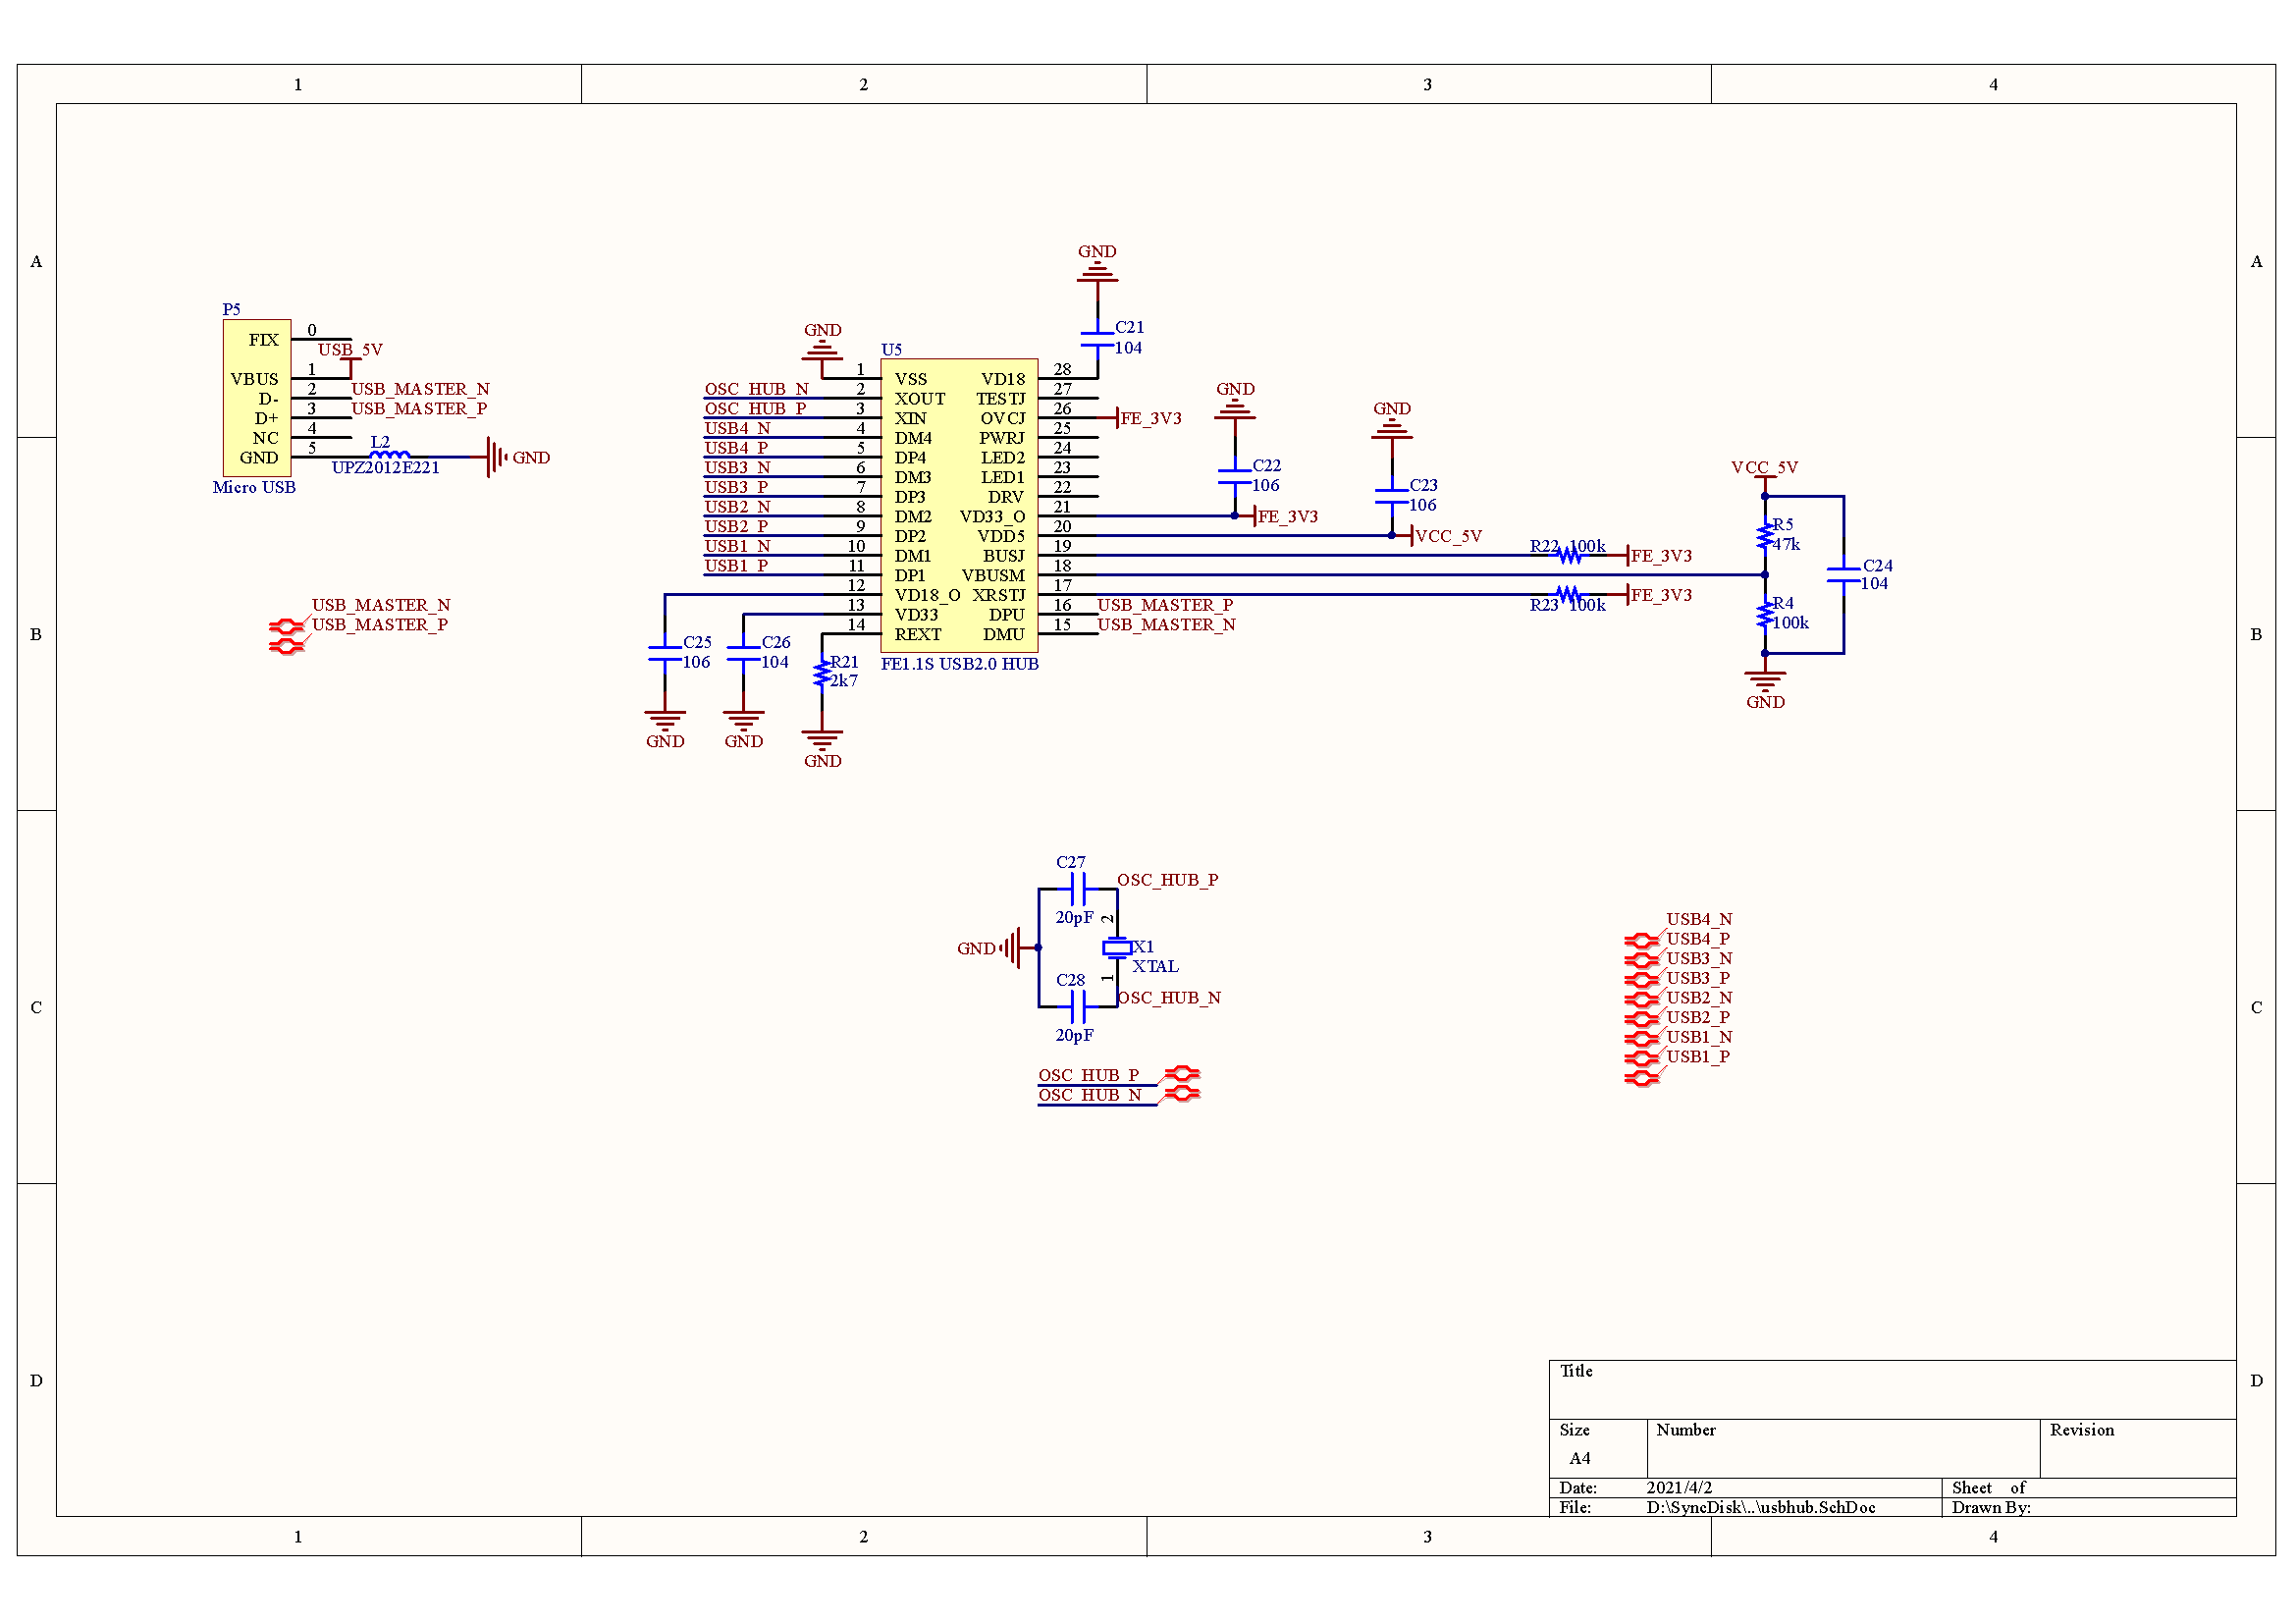 1 2 3 4
A A
B B
C C
D D
1 2 3 4
P5
FIX 0
USB_5V
VBUS 1
D- 2 USB_MASTER_N
D+ 3 USB_MASTER_P
NC 4
GND 5
L2
UPZ2012E221
GND
Micro USB
USB_MASTER_N
USB_MASTER_P
GND
U5
1 VSS
OSC_HUB_N 2 XOUT
OSC_HUB_P 3 XIN
USB4_N 4 DM4
USB4_P 5 DP4
USB3_N 6 DM3
USB3_P 7 DP3
USB2_N 8 DM2
USB2_P 9 DP2
USB1_N 10 DM1
USB1_P 11 DP1
12 VD18_O
13 VD33
14 REXT
VD18 28
TESTJ 27
OVCJ 26 FE_3V3
PWRJ 25
LED2 24
LED1 23
DRV 22
VD33_O 21 FE_3V3
VDD5 20 VCC_5V
BUSJ 19
VBUSM 18
XRSTJ 17
DPU 16 USB_MASTER_P
DMU 15 USB_MASTER_N
FE1.1S USB2.0 HUB
GND
C21
104
GND
C22
106
GND
C23
106
R22 100k FE_3V3
R23 100k FE_3V3
VCC_5V
R5
47k
C24
104
R4
100k
GND
C25
106
GND
C26
104
GND
R21
2k7
GND
C27
20pF
OSC_HUB_P
2
GND
X1
XTAL
1
C28
20pF
OSC_HUB_N
OSC_HUB_P
OSC_HUB_N
USB4_N
USB4_P
USB3_N
USB3_P
USB2_N
USB2_P
USB1_N
USB1_P
Title
Size
A4
Number
Revision
Date: 2021/4/2 Sheet of
File: D:\SyncDisk\..\usbhub.SchDoc Drawn By: